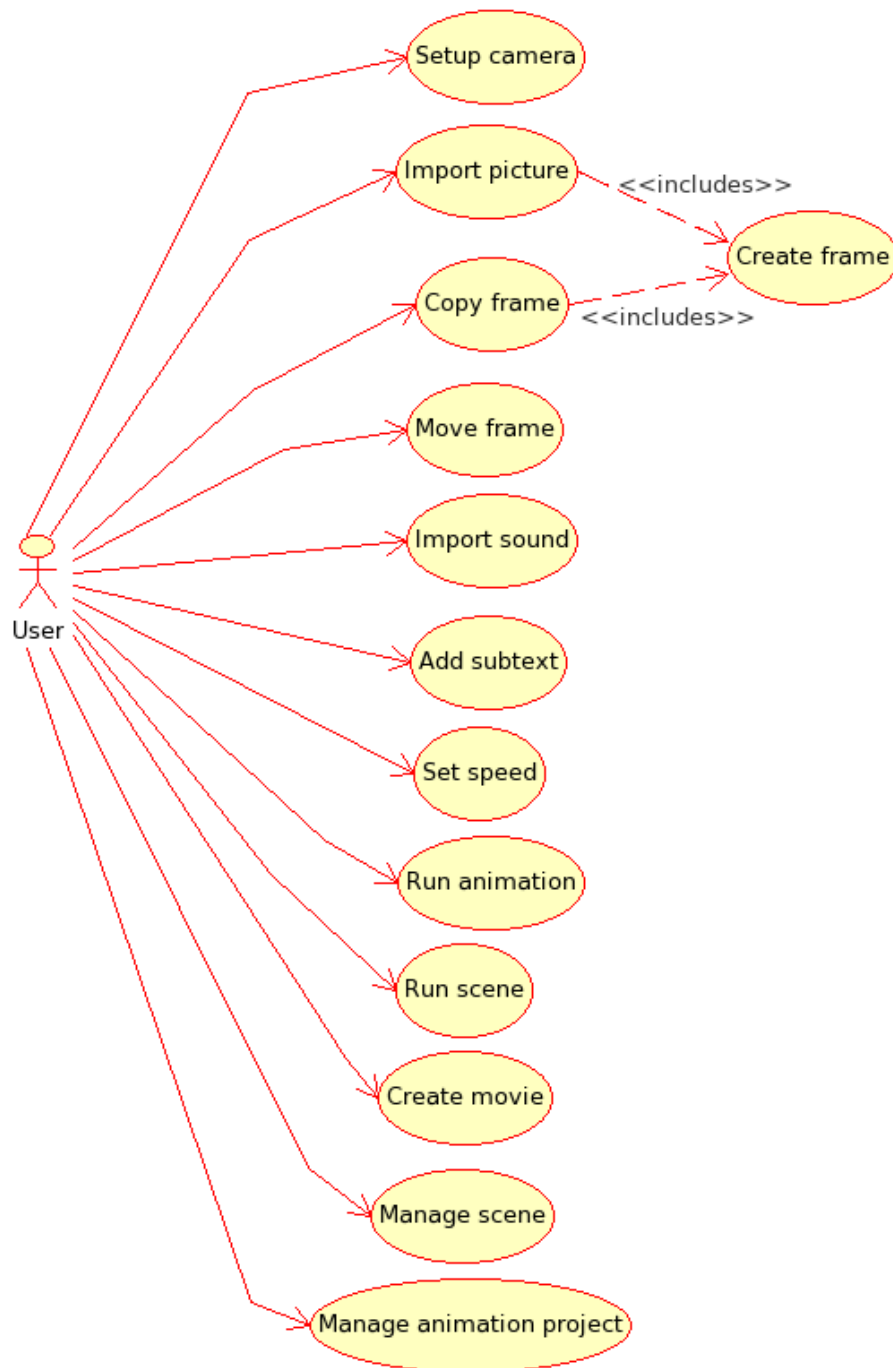 Setup camera
Import picture
<<includes>>
Create frame
Copy frame
<<includes>>
Move frame
Import sound
User
Add subtext
Set speed
Run animation
Run scene
Create movie
Manage scene
Manage animation project